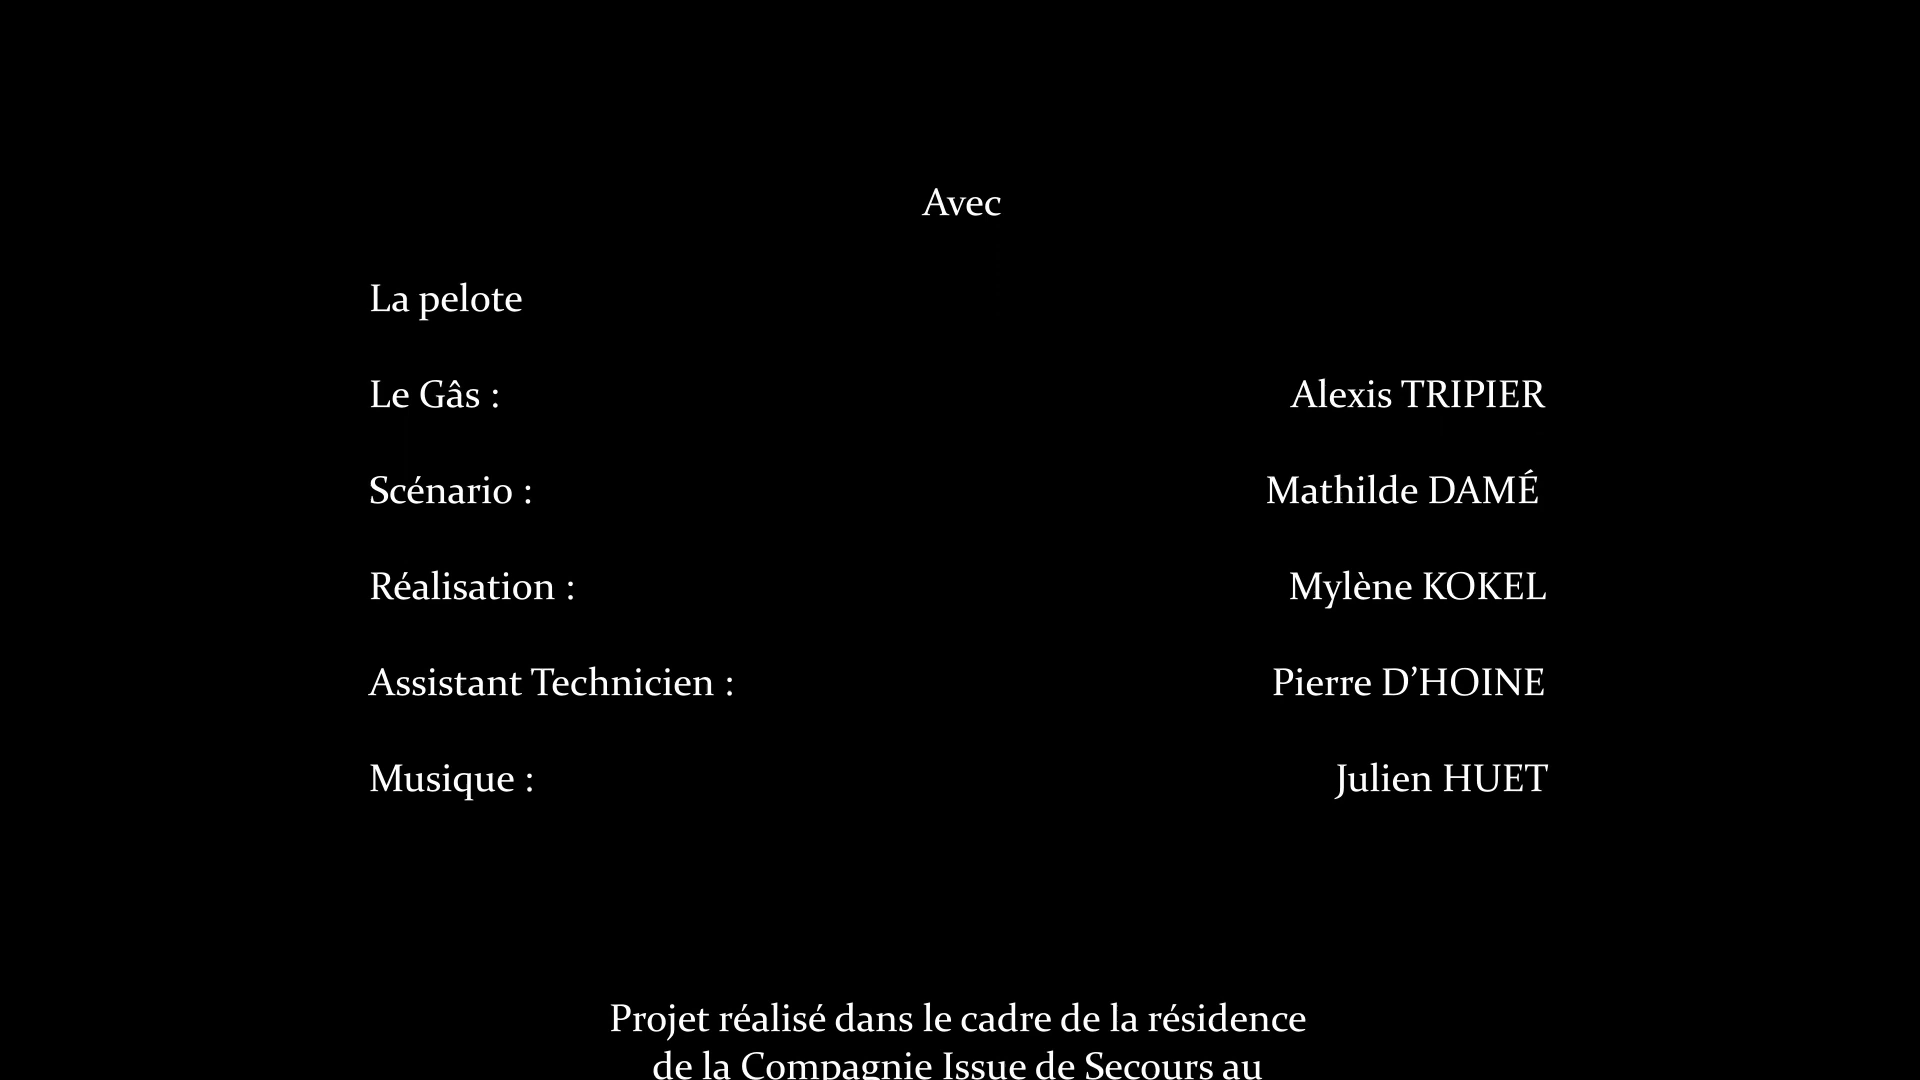 Avec
La pelote
Le Gâs : Alexis TRIPIER
Scénario : Mathilde DAMÉ
Réalisation : Mylène KOKEL
Assistant Technicien : Pierre D’HOINE
Musique : Julien HUET
Projet réalisé dans le cadre de la résidence
de la Compagnie Issue de Secours au